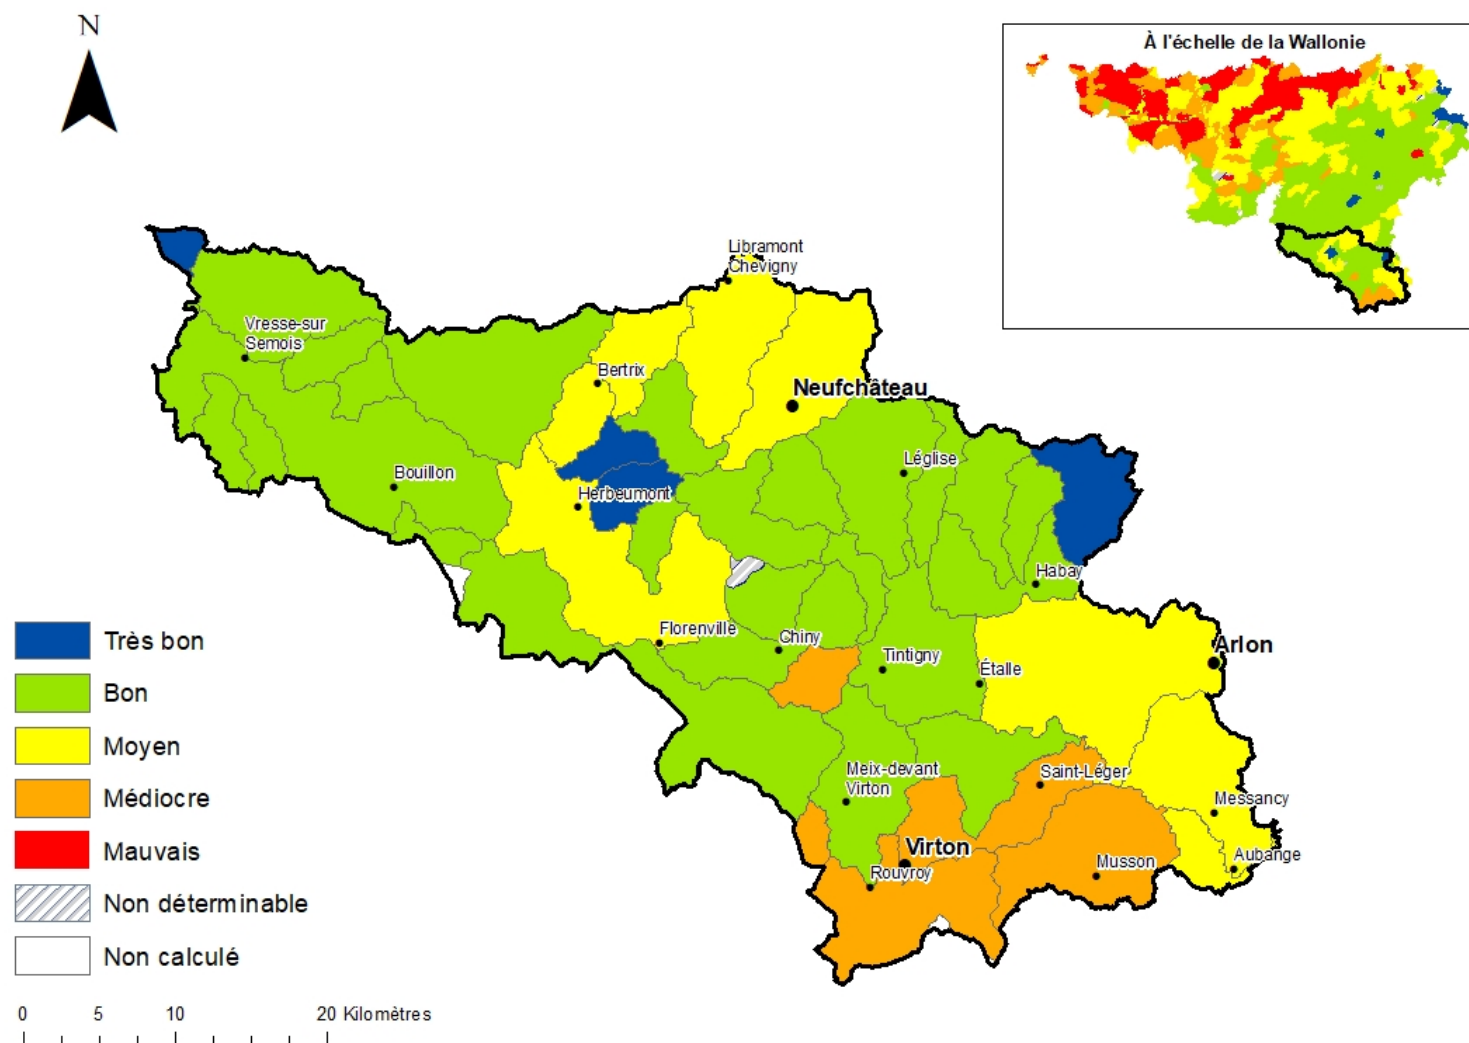 N
À l'échelle de la Wallonie
Libramont
Chevigny
Vresse-sur
Semois
Bertrix
Neufchâteau
Léglise
Bouillon
Herbeumont
Habay
Florenville
Chiny
Tintigny
Étalle
Arlon
Meix-devant
Virton
Saint-Léger
Messancy
Virton
Rouvroy
Musson
Aubange
Très bon
Bon
Moyen
Médiocre
Mauvais
Non déterminable
Non calculé
0 5 10 20 Kilomètres